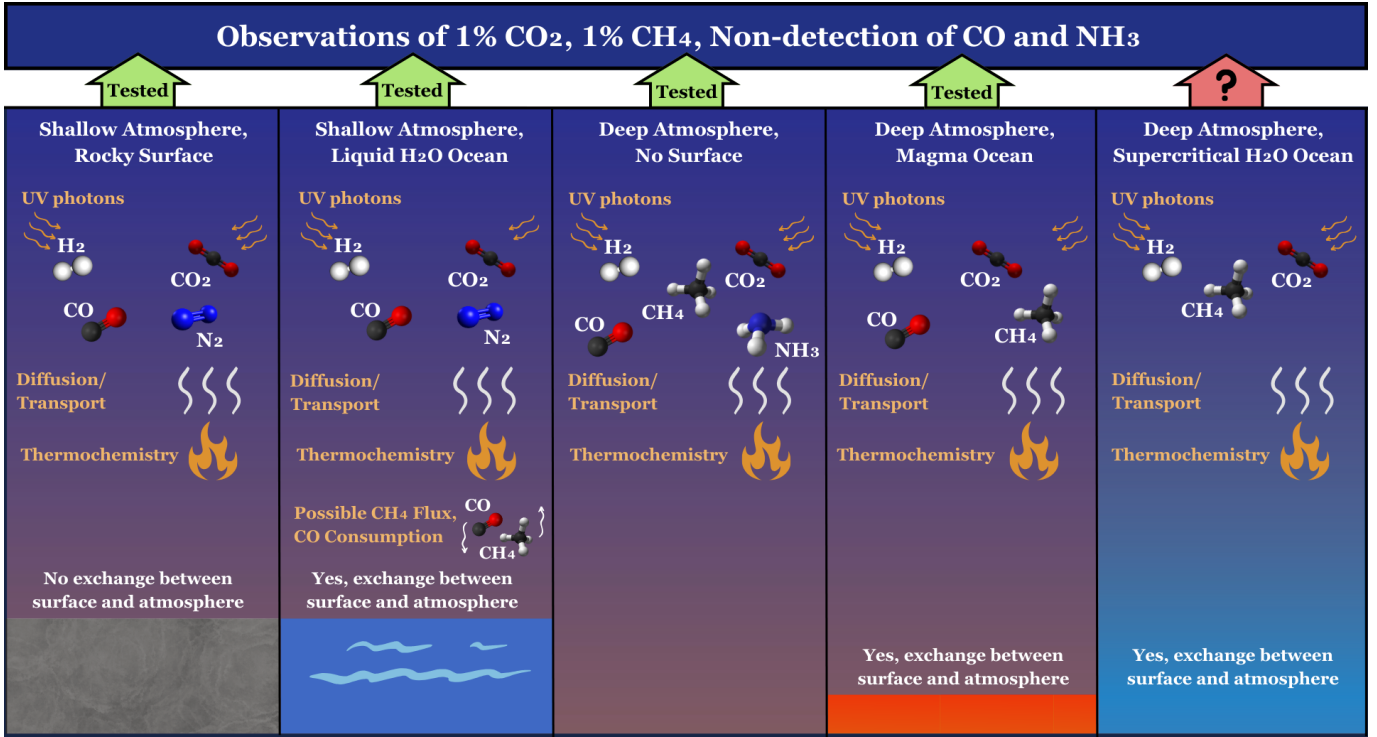 Observations of 1% CO₂, 1% CH₄, Non-detection of CO and NH₃
Tested
Tested
Tested
Tested
?
Shallow Atmosphere,
Rocky Surface
UV photons
H₂
CO₂
CO
N₂
Diffusion/
Transport
Thermochemistry
No exchange between
surface and atmosphere
Shallow Atmosphere,
Liquid H₂O Ocean
UV photons
H₂
CO₂
CO
N₂
Diffusion/
Transport
Thermochemistry
Possible CH₄ Flux,
CO Consumption
CO
CH₄
Yes, exchange between
surface and atmosphere
Deep Atmosphere,
No Surface
UV photons
H₂
CO₂
CH₄
CO
NH₃
Diffusion/
Transport
Thermochemistry
Deep Atmosphere,
Magma Ocean
UV photons
H₂
CO₂
CO
CH₄
Diffusion/
Transport
Thermochemistry
Yes, exchange between
surface and atmosphere
Deep Atmosphere,
Supercritical H₂O Ocean
UV photons
H₂
CO₂
CH₄
Diffusion/
Transport
Thermochemistry
Yes, exchange between
surface and atmosphere